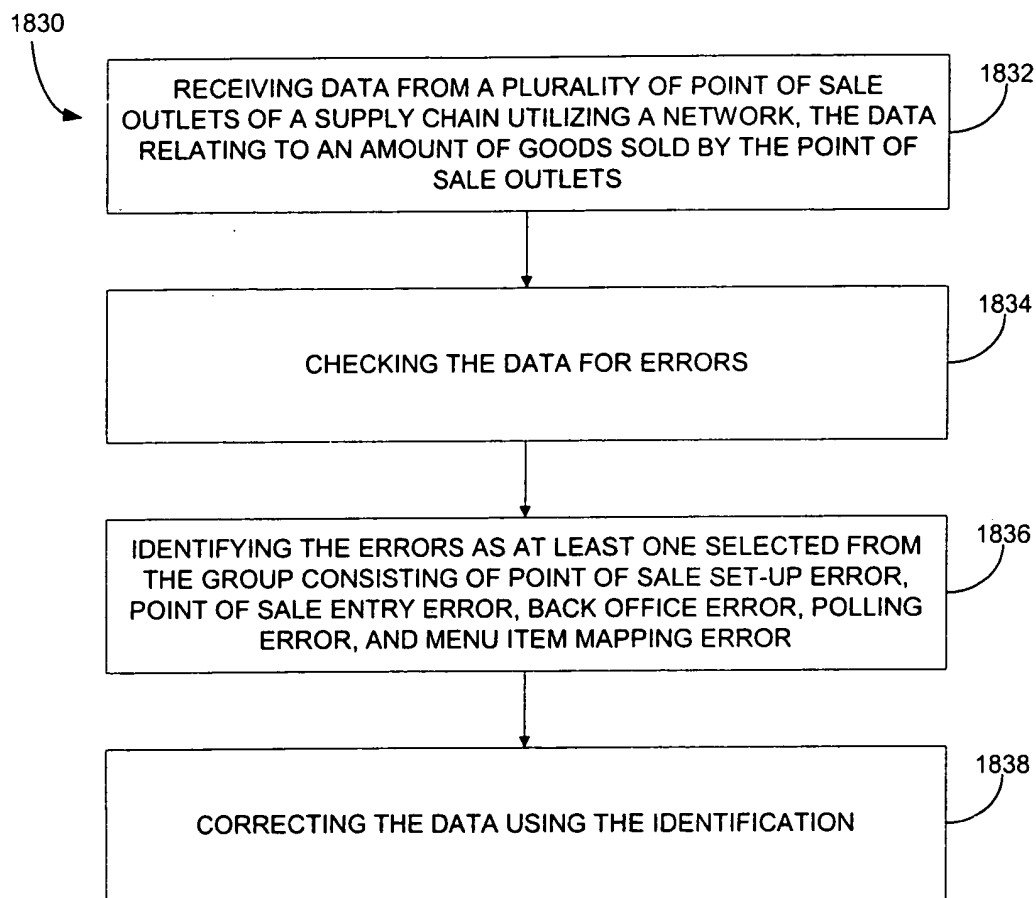 1830
RECEIVING DATA FROM A PLURALITY OF POINT OF SALE
OUTLETS OF A SUPPLY CHAIN UTILIZING A NETWORK, THE DATA
RELATING TO AN AMOUNT OF GOODS SOLD BY THE POINT OF
SALE OUTLETS
1832
CHECKING THE DATA FOR ERRORS
1834
IDENTIFYING THE ERRORS AS AT LEAST ONE SELECTED FROM
THE GROUP CONSISTING OF POINT OF SALE SET-UP ERROR,
POINT OF SALE ENTRY ERROR, BACK OFFICE ERROR, POLLING
ERROR, AND MENU ITEM MAPPING ERROR
1836
CORRECTING THE DATA USING THE IDENTIFICATION
1838